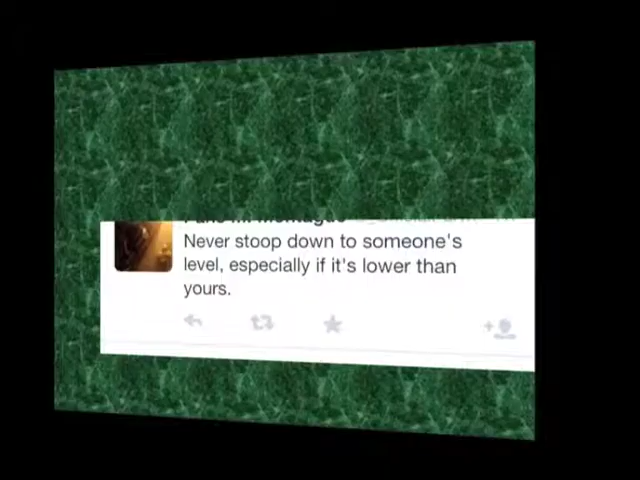 Never stoop down to someone's
level, especially if it's lower than
yours.